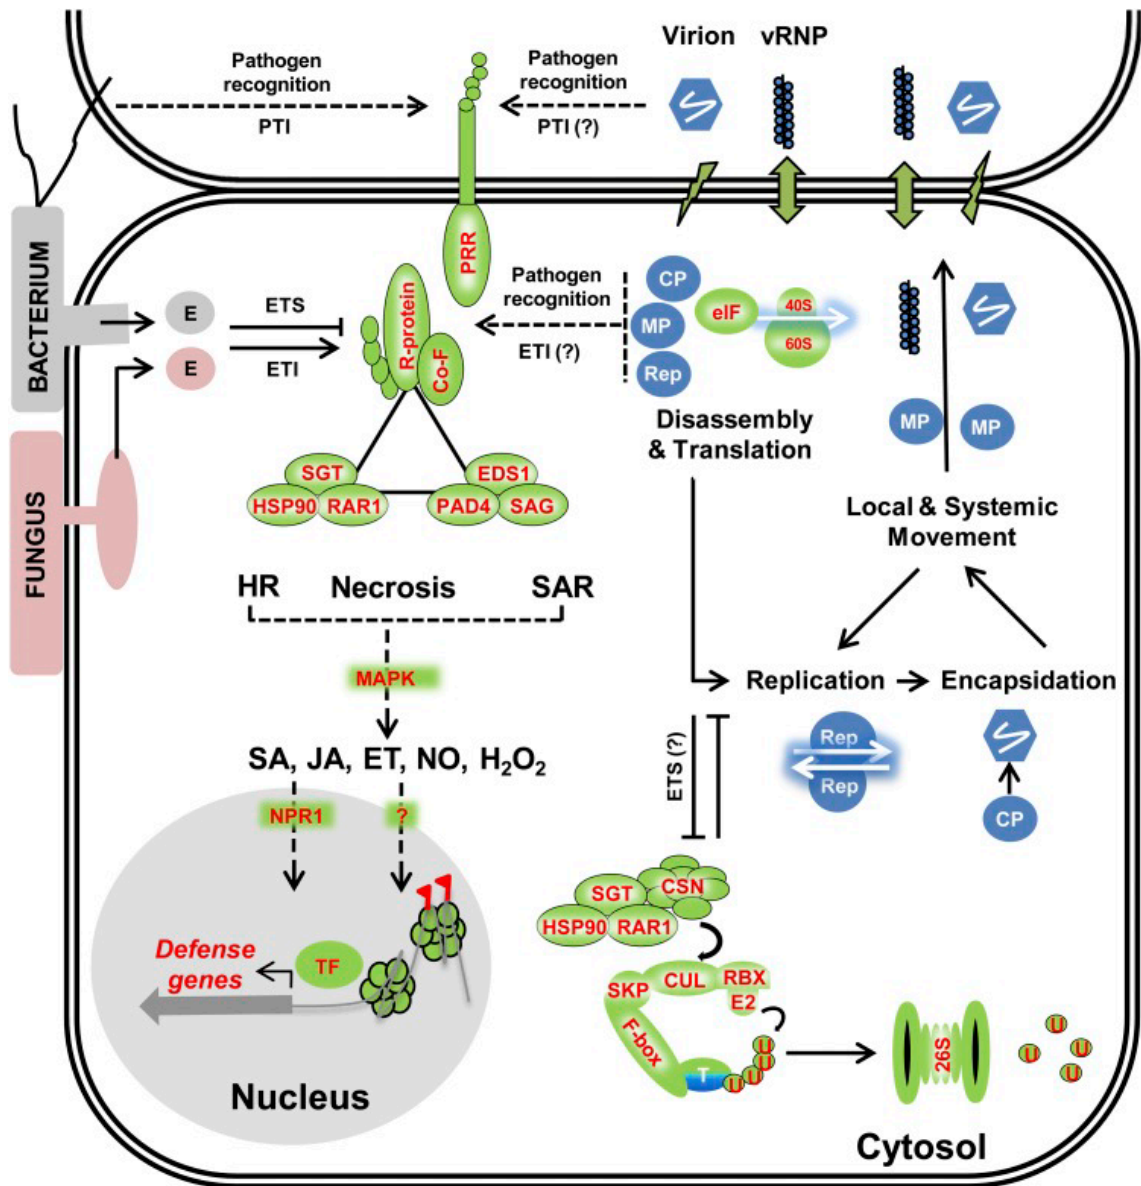 Virion
vRNP
Pathogen
recognition
PTI
Pathogen
recognition
PTI (?)
BACTERIUM
FUNGUS
E
E
ETS
ETI
PRR
R-protein
Co-F
Pathogen
recognition
ETI (?)
CP
MP
Rep
eIF
40S
60S
Disassembly
& Translation
MP
MP
SGT
HSP90
RAR1
EDS1
PAD4
SAG
Local & Systemic
Movement
HR
Necrosis
SAR
MAPK
SA, JA, ET, NO, H₂O₂
NPR1
?
Replication
Encapsidation
Rep
Rep
CP
ETS (?)
SGT
CSN
HSP90
RAR1
SKP
CUL
RBX
E2
F-box
T
U
U
U
U
U
26S
U
U
U
U
Defense
genes
TF
Nucleus
Cytosol